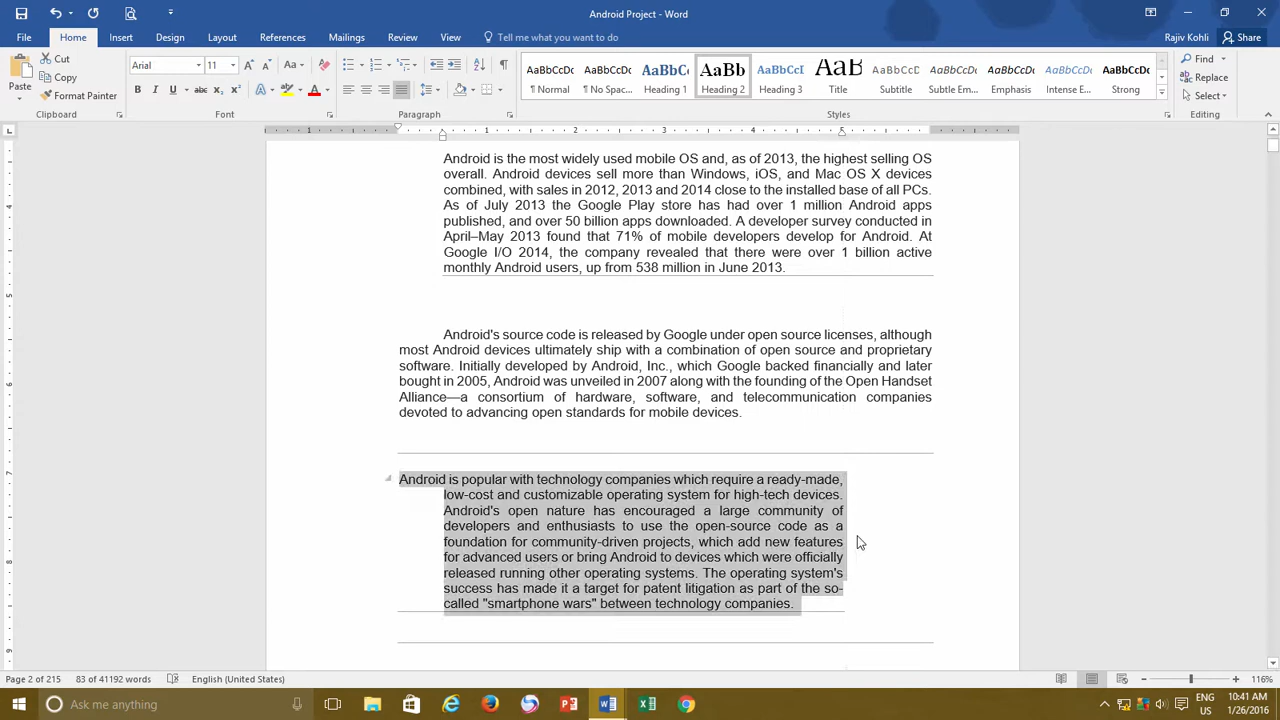 Android Project - Word
File Home Insert Design Layout References Mailings Review View Tell me what you want to do
Rajiv Kohli Share
Paste Cut Copy Format Painter
Arial 11
AaBbCcDc AaBbCcDc AaBbC AaBb AaBbCcI AaB AaBbCcDc AaBbCcDc AaBbCcDc AaBbCcDc AaBbCcDc
¶ Normal ¶ No Spac... Heading 1 Heading 2 Heading 3 Title Subtitle Subtle Em... Emphasis Intense E... Strong
Find Replace Select
Clipboard Font Paragraph Styles Editing
1 1 2 3 4 5
Android is the most widely used mobile OS and, as of 2013, the highest selling OS
overall. Android devices sell more than Windows, iOS, and Mac OS X devices
combined, with sales in 2012, 2013 and 2014 close to the installed base of all PCs.
As of July 2013 the Google Play store has had over 1 million Android apps
published, and over 50 billion apps downloaded. A developer survey conducted in
April–May 2013 found that 71% of mobile developers develop for Android. At
Google I/O 2014, the company revealed that there were over 1 billion active
monthly Android users, up from 538 million in June 2013.
Android's source code is released by Google under open source licenses, although
most Android devices ultimately ship with a combination of open source and proprietary
software. Initially developed by Android, Inc., which Google backed financially and later
bought in 2005, Android was unveiled in 2007 along with the founding of the Open Handset
Alliance—a consortium of hardware, software, and telecommunication companies
devoted to advancing open standards for mobile devices.
Android is popular with technology companies which require a ready-made,
low-cost and customizable operating system for high-tech devices.
Android's open nature has encouraged a large community of
developers and enthusiasts to use the open-source code as a
foundation for community-driven projects, which add new features
for advanced users or bring Android to devices which were officially
released running other operating systems. The operating system's
success has made it a target for patent litigation as part of the so-
called "smartphone wars" between technology companies.
Page 2 of 215 83 of 41192 words English (United States) 116%
Ask me anything
ENG 10:41 AM
US 1/26/2016